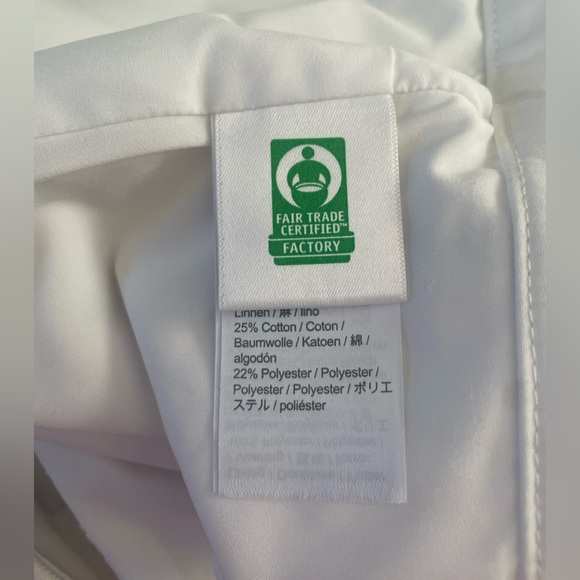 FAIR TRADE
CERTIFIED™
FACTORY
Linnen / 麻 / lino
25% Cotton / Coton /
Baumwolle / Katoen / 綿 /
algodón
22% Polyester / Polyester /
Polyester / Polyester / ポリエ
ステル / poliéster